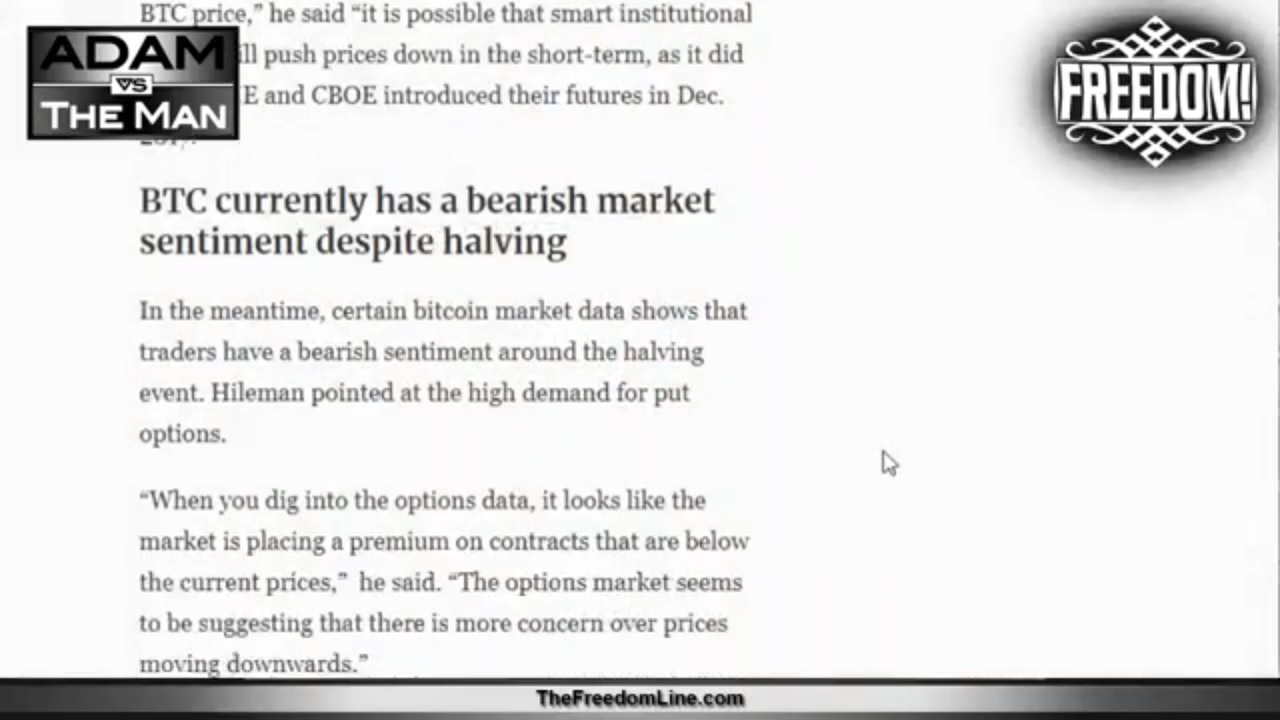 BTC price,” he said “it is possible that smart institutional
ADAM
VS
THE MAN
FREEDOM!
ill push prices down in the short-term, as it did
E and CBOE introduced their futures in Dec.
BTC currently has a bearish market
sentiment despite halving
In the meantime, certain bitcoin market data shows that
traders have a bearish sentiment around the halving
event. Hileman pointed at the high demand for put
options.
“When you dig into the options data, it looks like the
market is placing a premium on contracts that are below
the current prices,” he said. “The options market seems
to be suggesting that there is more concern over prices
moving downwards.”
TheFreedomLine.com